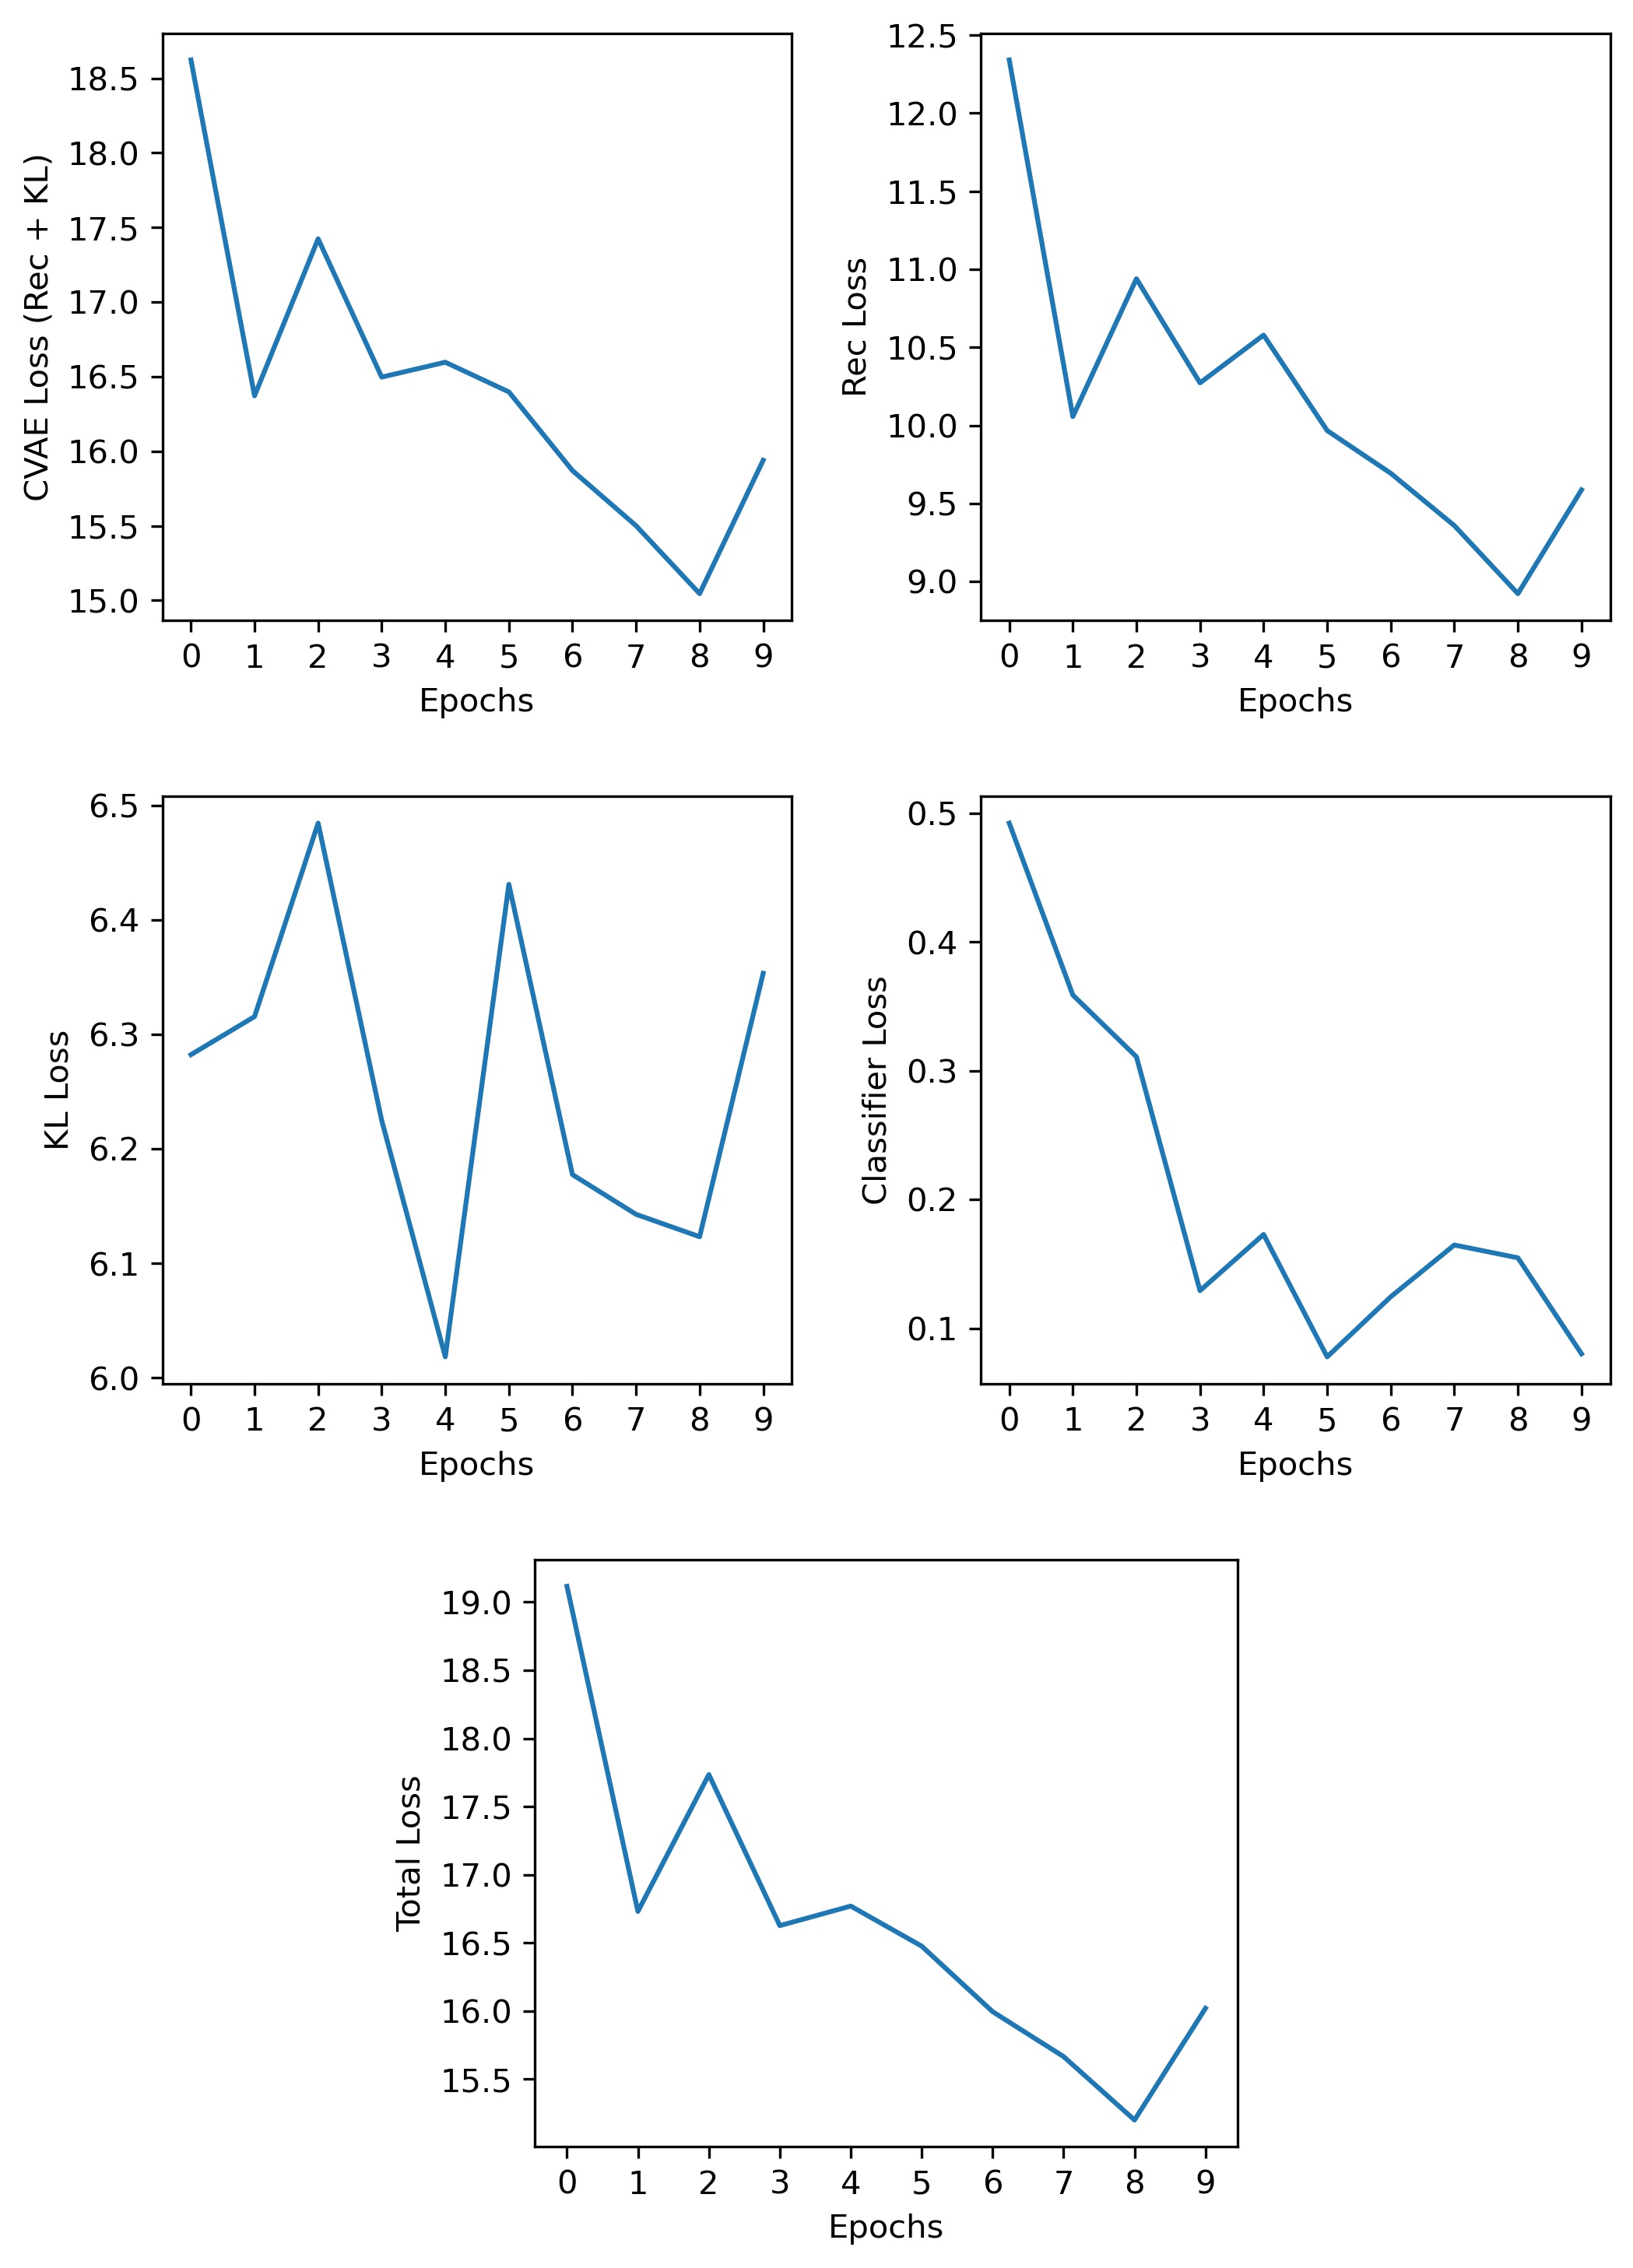 CVAE Loss (Rec + KL)
18.5
18.0
17.5
17.0
16.5
16.0
15.5
15.0
0 1 2 3 4 5 6 7 8 9
Epochs
Rec Loss
12.5
12.0
11.5
11.0
10.5
10.0
9.5
9.0
0 1 2 3 4 5 6 7 8 9
Epochs
KL Loss
6.5
6.4
6.3
6.2
6.1
6.0
0 1 2 3 4 5 6 7 8 9
Epochs
Classifier Loss
0.5
0.4
0.3
0.2
0.1
0 1 2 3 4 5 6 7 8 9
Epochs
Total Loss
19.0
18.5
18.0
17.5
17.0
16.5
16.0
15.5
0 1 2 3 4 5 6 7 8 9
Epochs